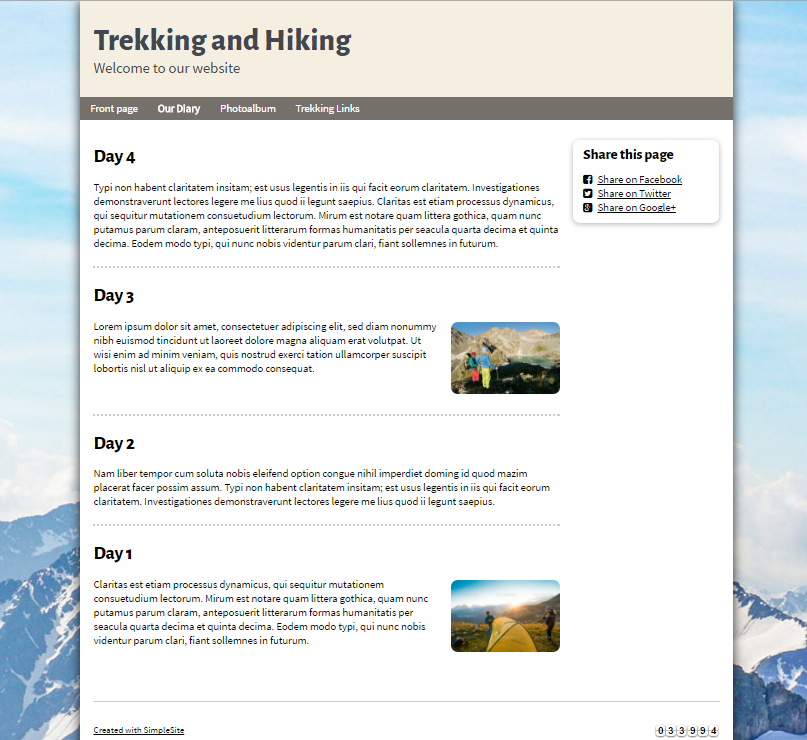 Trekking and Hiking
Welcome to our website
Front page Our Diary Photoalbum Trekking Links
Day 4
Typi non habent claritatem insitam; est usus legentis in iis qui facit eorum claritatem. Investigationes
demonstraverunt lectores legere me lius quod ii legunt saepius. Claritas est etiam processus dynamicus,
qui sequitur mutationem consuetudium lectorum. Mirum est notare quam littera gothica, quam nunc
putamus parum claram, anteposuerit litterarum formas humanitatis per seacula quarta decima et quinta
decima. Eodem modo typi, qui nunc nobis videntur parum clari, fiant sollemnes in futurum.
Day 3
Lorem ipsum dolor sit amet, consectetuer adipiscing elit, sed diam nonummy
nibh euismod tincidunt ut laoreet dolore magna aliquam erat volutpat. Ut
wisi enim ad minim veniam, quis nostrud exerci tation ullamcorper suscipit
lobortis nisl ut aliquip ex ea commodo consequat.
Day 2
Nam liber tempor cum soluta nobis eleifend option congue nihil imperdiet doming id quod mazim
placerat facer possim assum. Typi non habent claritatem insitam; est usus legentis in iis qui facit eorum
claritatem. Investigationes demonstraverunt lectores legere me lius quod ii legunt saepius.
Day 1
Claritas est etiam processus dynamicus, qui sequitur mutationem
consuetudium lectorum. Mirum est notare quam littera gothica, quam nunc
putamus parum claram, anteposuerit litterarum formas humanitatis per
seacula quarta decima et quinta decima. Eodem modo typi, qui nunc nobis
videntur parum clari, fiant sollemnes in futurum.
Share this page
Share on Facebook
Share on Twitter
Share on Google+
Created with SimpleSite
033994